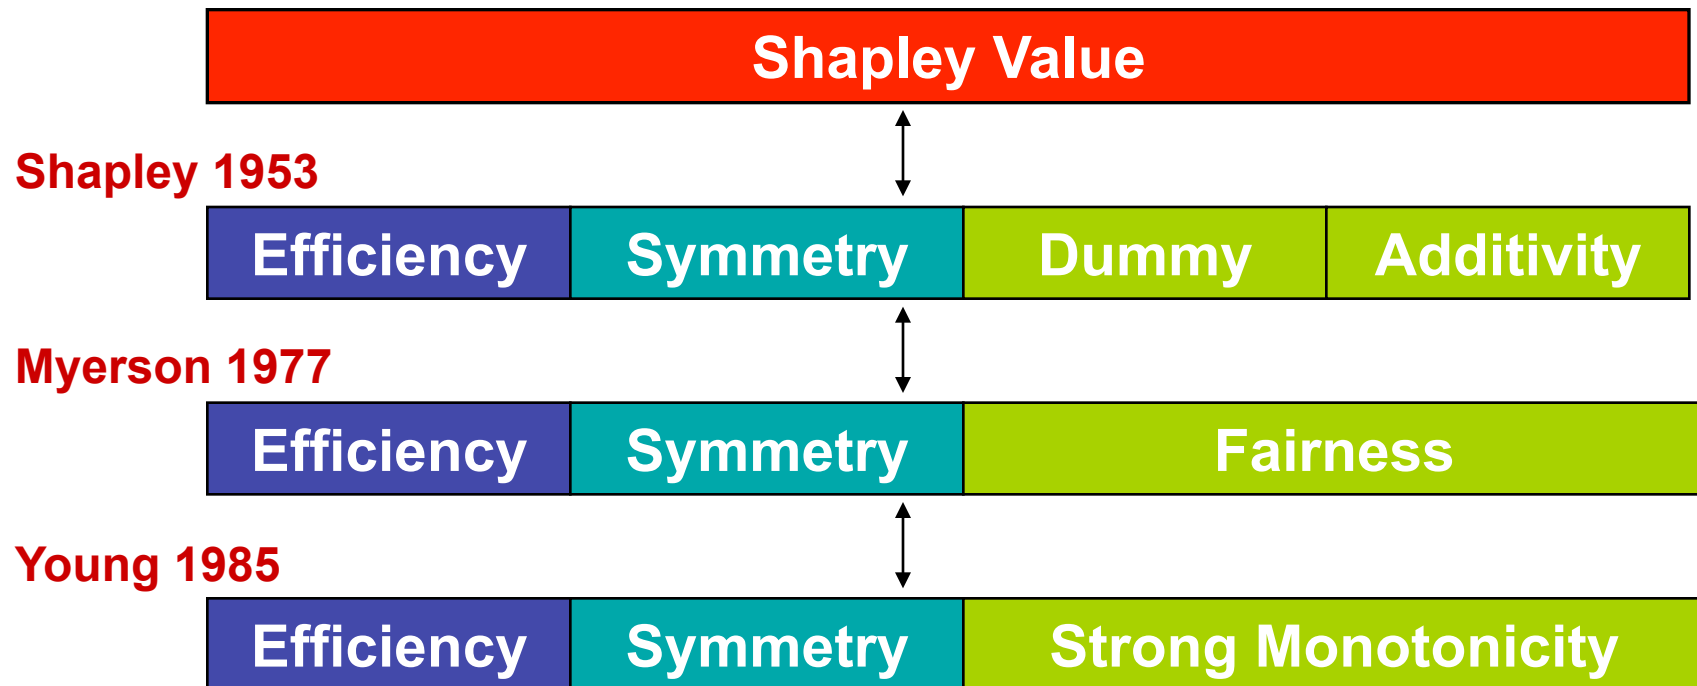 Shapley Value
Shapley 1953
Efficiency Symmetry Dummy Additivity
Myerson 1977
Efficiency Symmetry Fairness
Young 1985
Efficiency Symmetry Strong Monotonicity